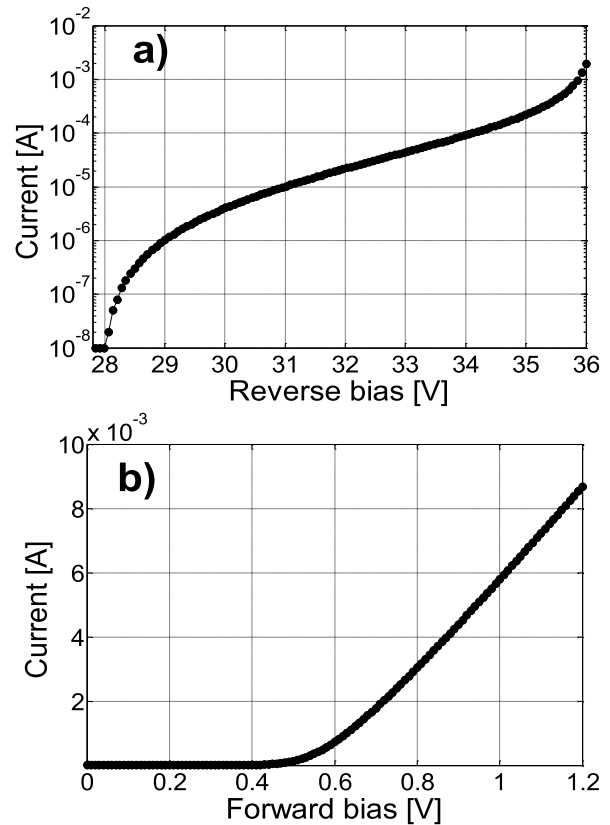 a)
10^-2
10^-3
10^-4
10^-5
10^-6
10^-7
10^-8
Current [A]
28 29 30 31 32 33 34 35 36
Reverse bias [V]
x 10^-3
b)
10
8
6
4
2
Current [A]
0 0.2 0.4 0.6 0.8 1 1.2
Forward bias [V]